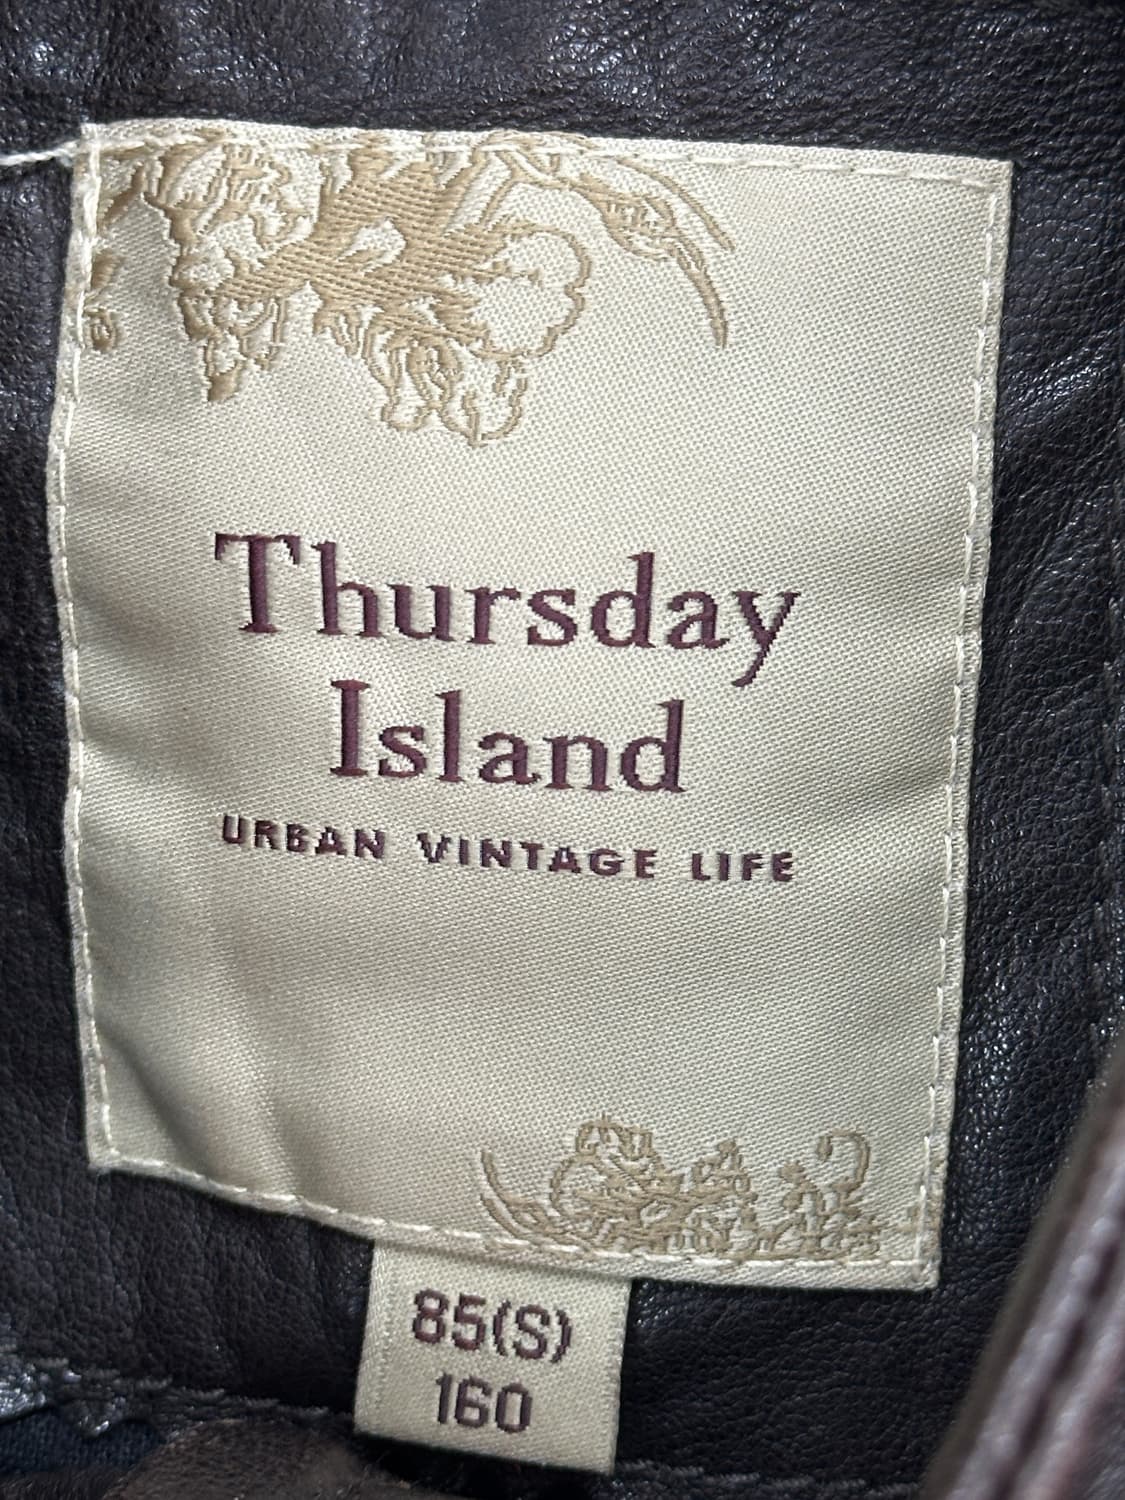 Thursday
Island
URBAN VINTAGE LIFE
85(S)
160